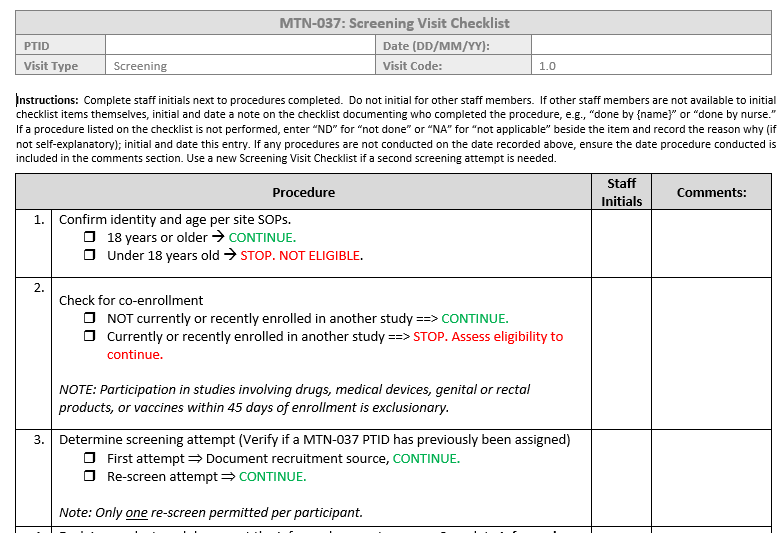 MTN-037: Screening Visit Checklist
PTID
Date (DD/MM/YY):
Visit Type
Screening
Visit Code:
1.0
Instructions: Complete staff initials next to procedures completed. Do not initial for other staff members. If other staff members are not available to initial
checklist items themselves, initial and date a note on the checklist documenting who completed the procedure, e.g., “done by {name}” or “done by nurse.”
If a procedure listed on the checklist is not performed, enter “ND” for “not done” or “NA” for “not applicable” beside the item and record the reason why (if
not self-explanatory); initial and date this entry. If any procedures are not conducted on the date recorded above, ensure the date procedure conducted is
included in the comments section. Use a new Screening Visit Checklist if a second screening attempt is needed.
Procedure
Staff
Initials
Comments:
1. Confirm identity and age per site SOPs.
❒ 18 years or older → CONTINUE.
❒ Under 18 years old → STOP. NOT ELIGIBLE.
2.
Check for co-enrollment
❒ NOT currently or recently enrolled in another study ==> CONTINUE.
❒ Currently or recently enrolled in another study ==> STOP. Assess eligibility to
continue.
NOTE: Participation in studies involving drugs, medical devices, genital or rectal
products, or vaccines within 45 days of enrollment is exclusionary.
3. Determine screening attempt (Verify if a MTN-037 PTID has previously been assigned)
❒ First attempt ⇒ Document recruitment source, CONTINUE.
❒ Re-screen attempt ⇒ CONTINUE.
Note: Only one re-screen permitted per participant.